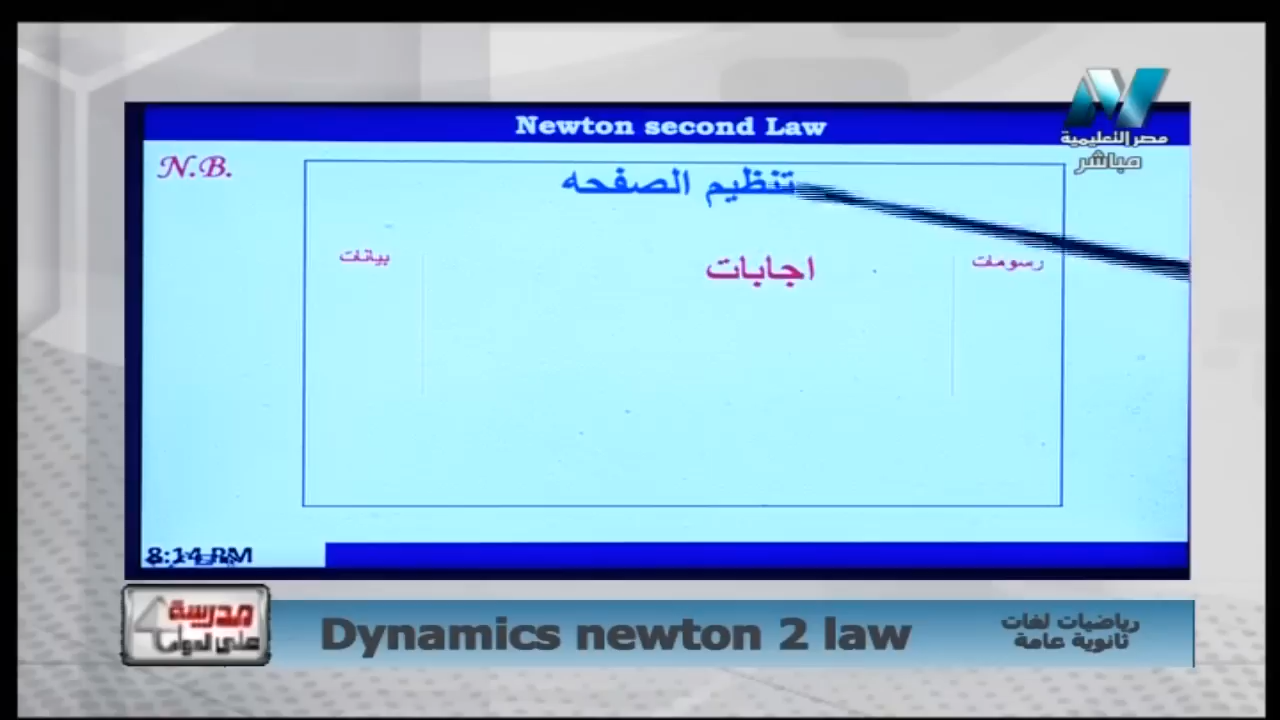 Newton second Law
مصر التعليمية
مباشر
N.B.
تنظيم الصفحه
رسومات
اجابات
بيانات
8:14 PM
مدرسة
على الهواء
Dynamics newton 2 law
رياضيات لغات
ثانوية عامة